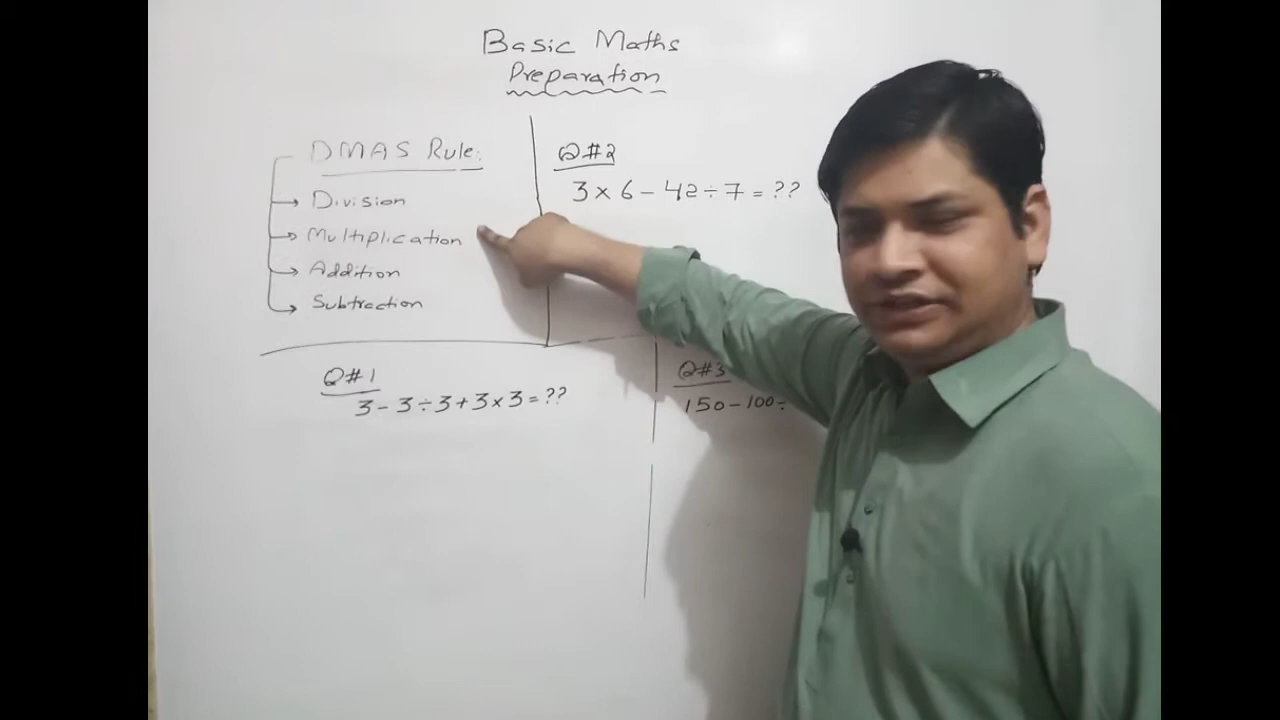 Basic Maths
Preparation
DMAS Rule:
Division
Multiplication
Addition
Subtraction
Q#2
3 × 6 - 42 ÷ 7 = ??
Q#1
3 - 3 ÷ 3 + 3 × 3 = ??
Q#3
150 - 100 ÷